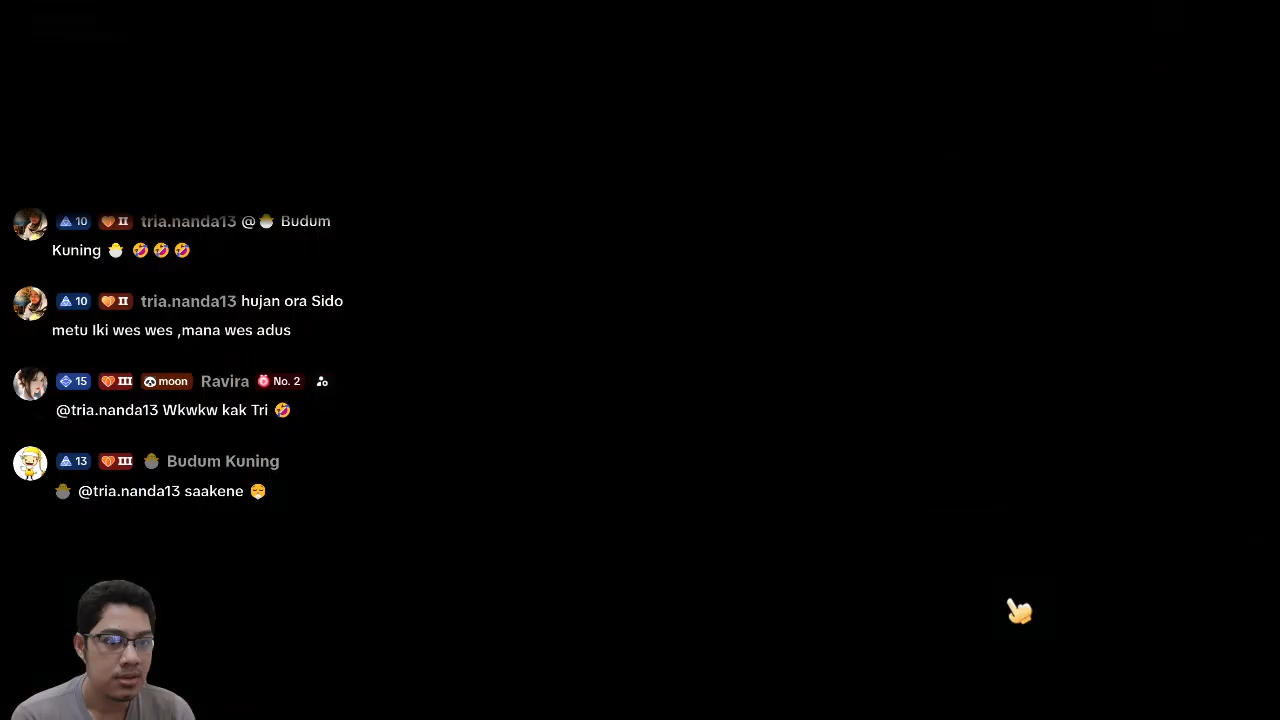 10 II tria.nanda13 @🐣 Budum
Kuning 🐣 🤣🤣🤣
10 II tria.nanda13 hujan ora Sido
metu Iki wes wes ,mana wes adus
15 III moon Ravira No. 2
@tria.nanda13 Wkwkw kak Tri 🤣
13 III 🐣 Budum Kuning
🐣 @tria.nanda13 saakene 😤